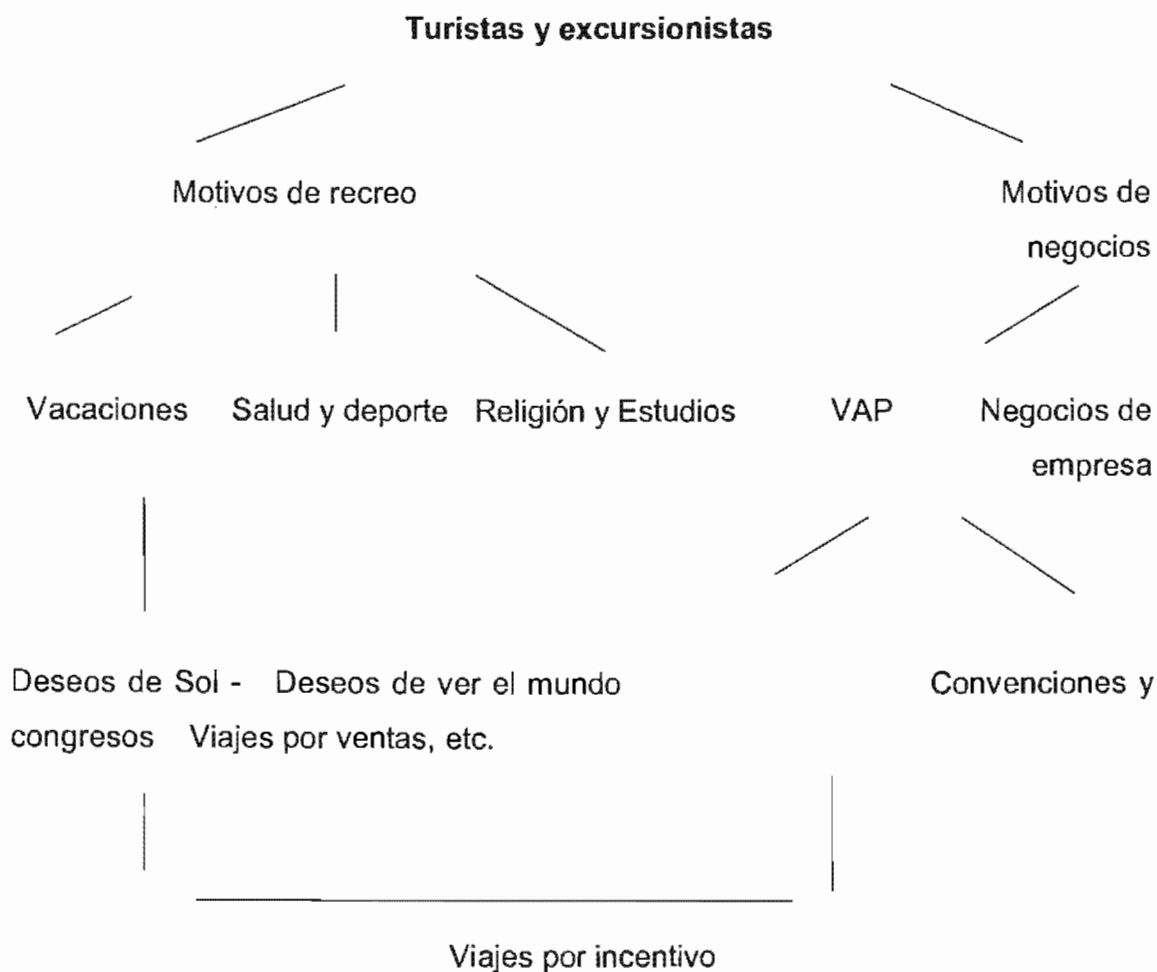 Turistas y excursionistas
Motivos de recreo
Motivos de
negocios
Vacaciones
Salud y deporte
Religión y Estudios
VAP
Negocios de
empresa
Deseos de Sol - Deseos de ver el mundo
Convenciones y
congresos Viajes por ventas, etc.
Viajes por incentivo